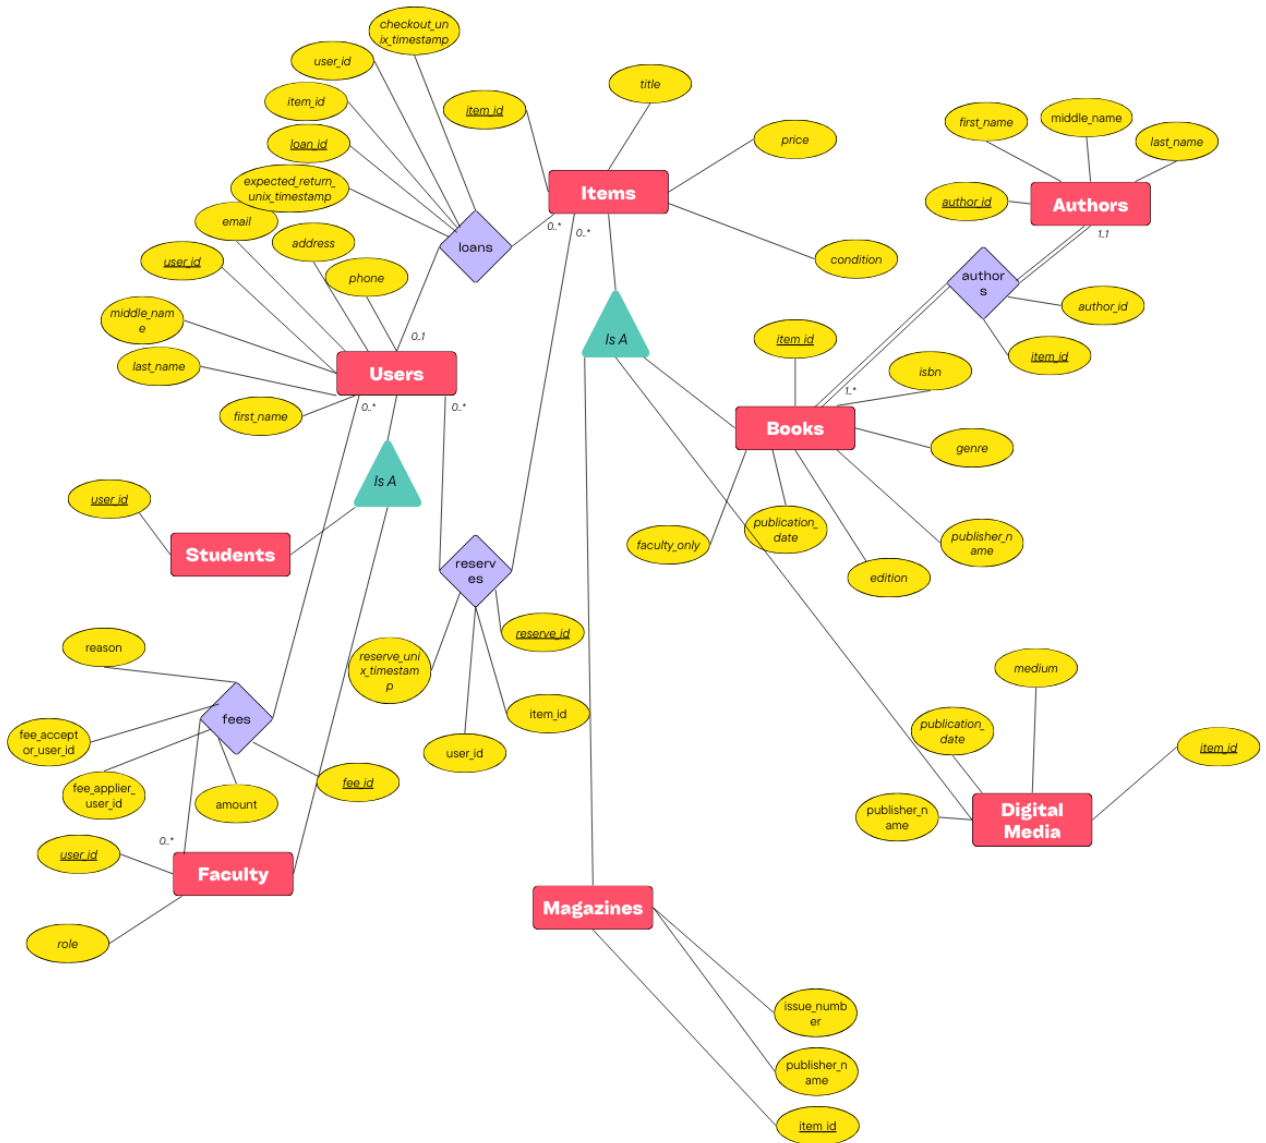 checkout_un
ix_timestamp
user_id
item_id
title
item_id
price
first_name
middle_name
last_name
loan_id
expected_return_
unix_timestamp
Items
author_id
Authors
email
address
0..*
0..*
1..1
loans
user_id
phone
condition
author
s
author_id
middle_nam
e
0..1
Is A
item_id
item_id
last_name
Users
isbn
first_name
0..*
0..*
1..*
Books
genre
Is A
user_id
Students
faculty_only
publication_
date
publisher_n
ame
edition
reserv
es
reserve_id
reason
reserve_uni
x_timestam
p
medium
item_id
fees
fee_accept
or_user_id
user_id
publication_
date
item_id
fee_applier_
user_id
amount
fee_id
publisher_n
ame
Digital
Media
0..*
user_id
Faculty
role
Magazines
issue_numb
er
publisher_n
ame
item_id